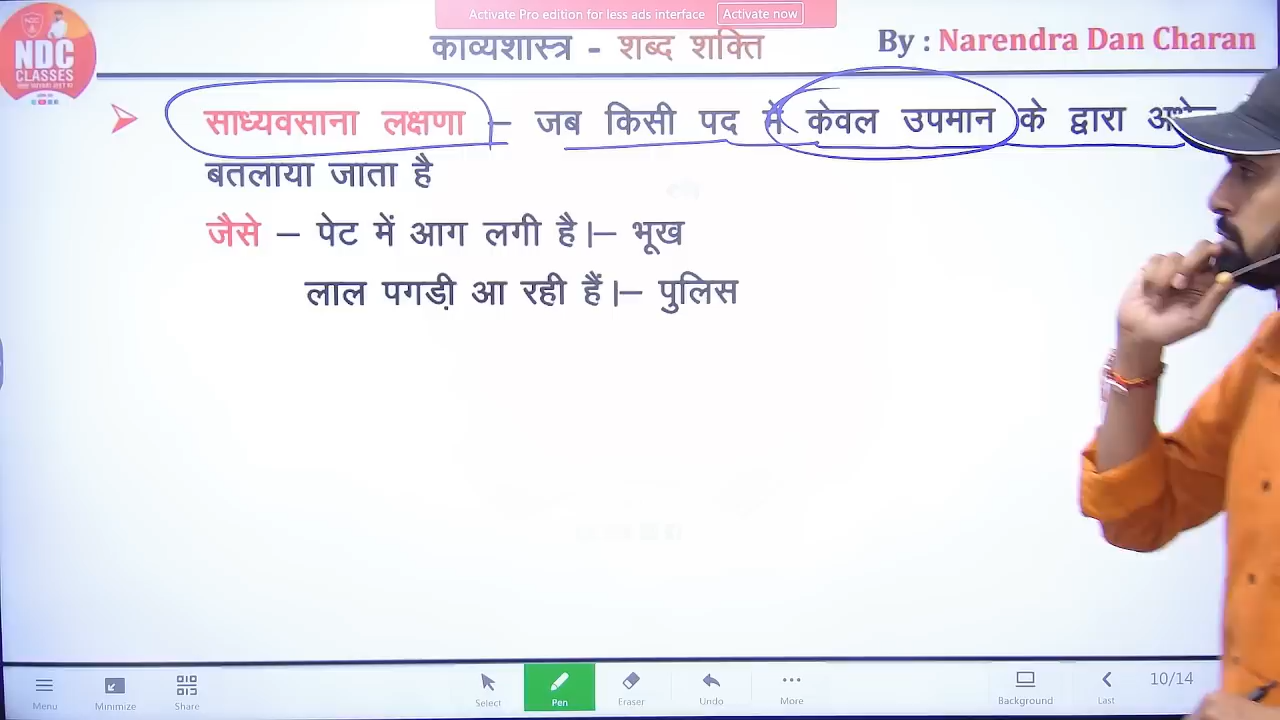 Activate Pro edition for less ads interface Activate now
NDC
CLASSES
काव्यशास्त्र - शब्द शक्ति
By : Narendra Dan Charan
साध्यवसाना लक्षणा – जब किसी पद में केवल उपमान के द्वारा
बतलाया जाता है
जैसे – पेट में आग लगी है|– भूख
लाल पगड़ी आ रही हैं|– पुलिस
Menu Minimize Share Select Pen Eraser Undo More Background Last 10/14